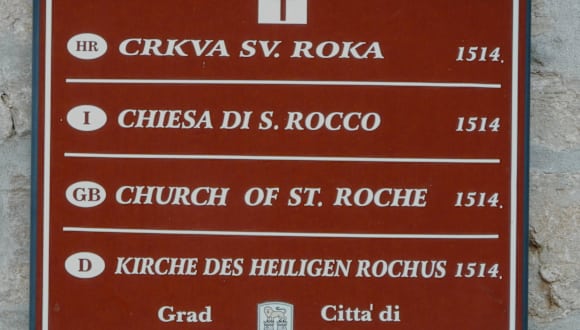 HR CRKVA SV. ROKA 1514.
I CHIESA DI S. ROCCO 1514
GB CHURCH OF ST. ROCHE 1514.
D KIRCHE DES HEILIGEN ROCHUS 1514.
Grad Citta' di